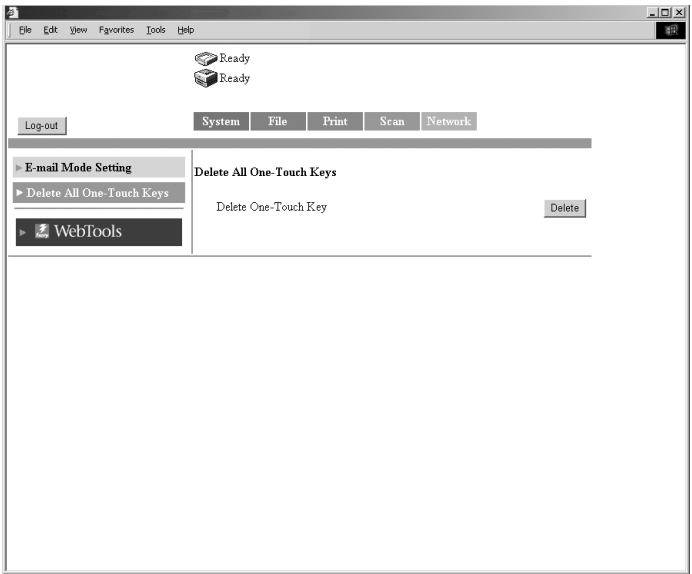 File Edit View Favorites Tools Help
Ready
Ready
Log-out
System File Print Scan Network
E-mail Mode Setting
Delete All One-Touch Keys
WebTools
Delete All One-Touch Keys
Delete One-Touch Key Delete